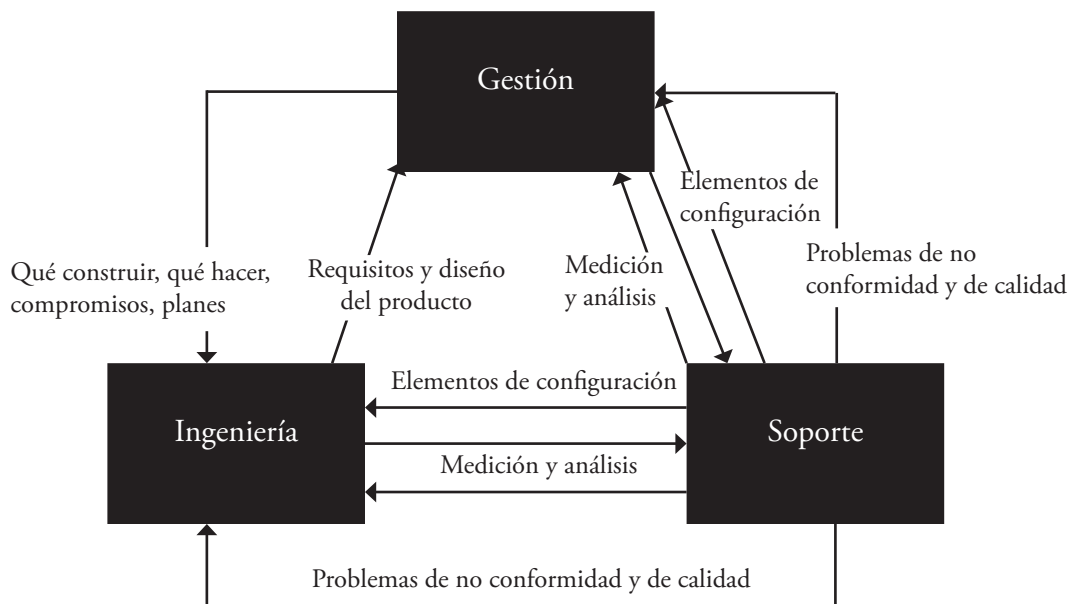 Gestión
Elementos de
configuración
Problemas de no
conformidad y de calidad
Qué construir, qué hacer,
compromisos, planes
Requisitos y diseño
del producto
Medición
y análisis
Elementos de configuración
Ingeniería
Soporte
Medición y análisis
Problemas de no conformidad y de calidad